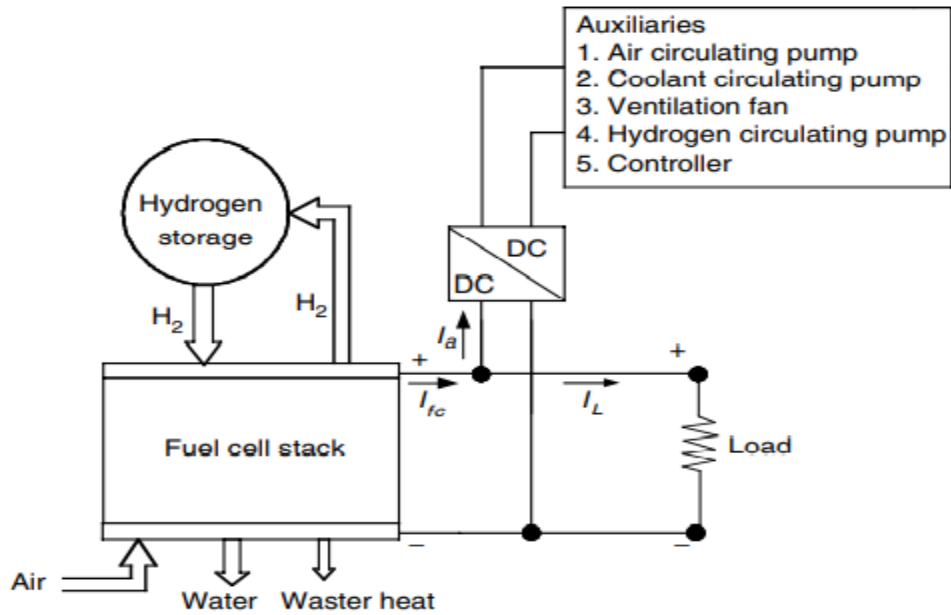 Auxiliaries
1. Air circulating pump
2. Coolant circulating pump
3. Ventilation fan
4. Hydrogen circulating pump
5. Controller
Hydrogen
storage
DC
DC
H2
H2
Ia
+
+
Ifc
IL
Fuel cell stack
Load
–
–
Air
Water
Waster heat